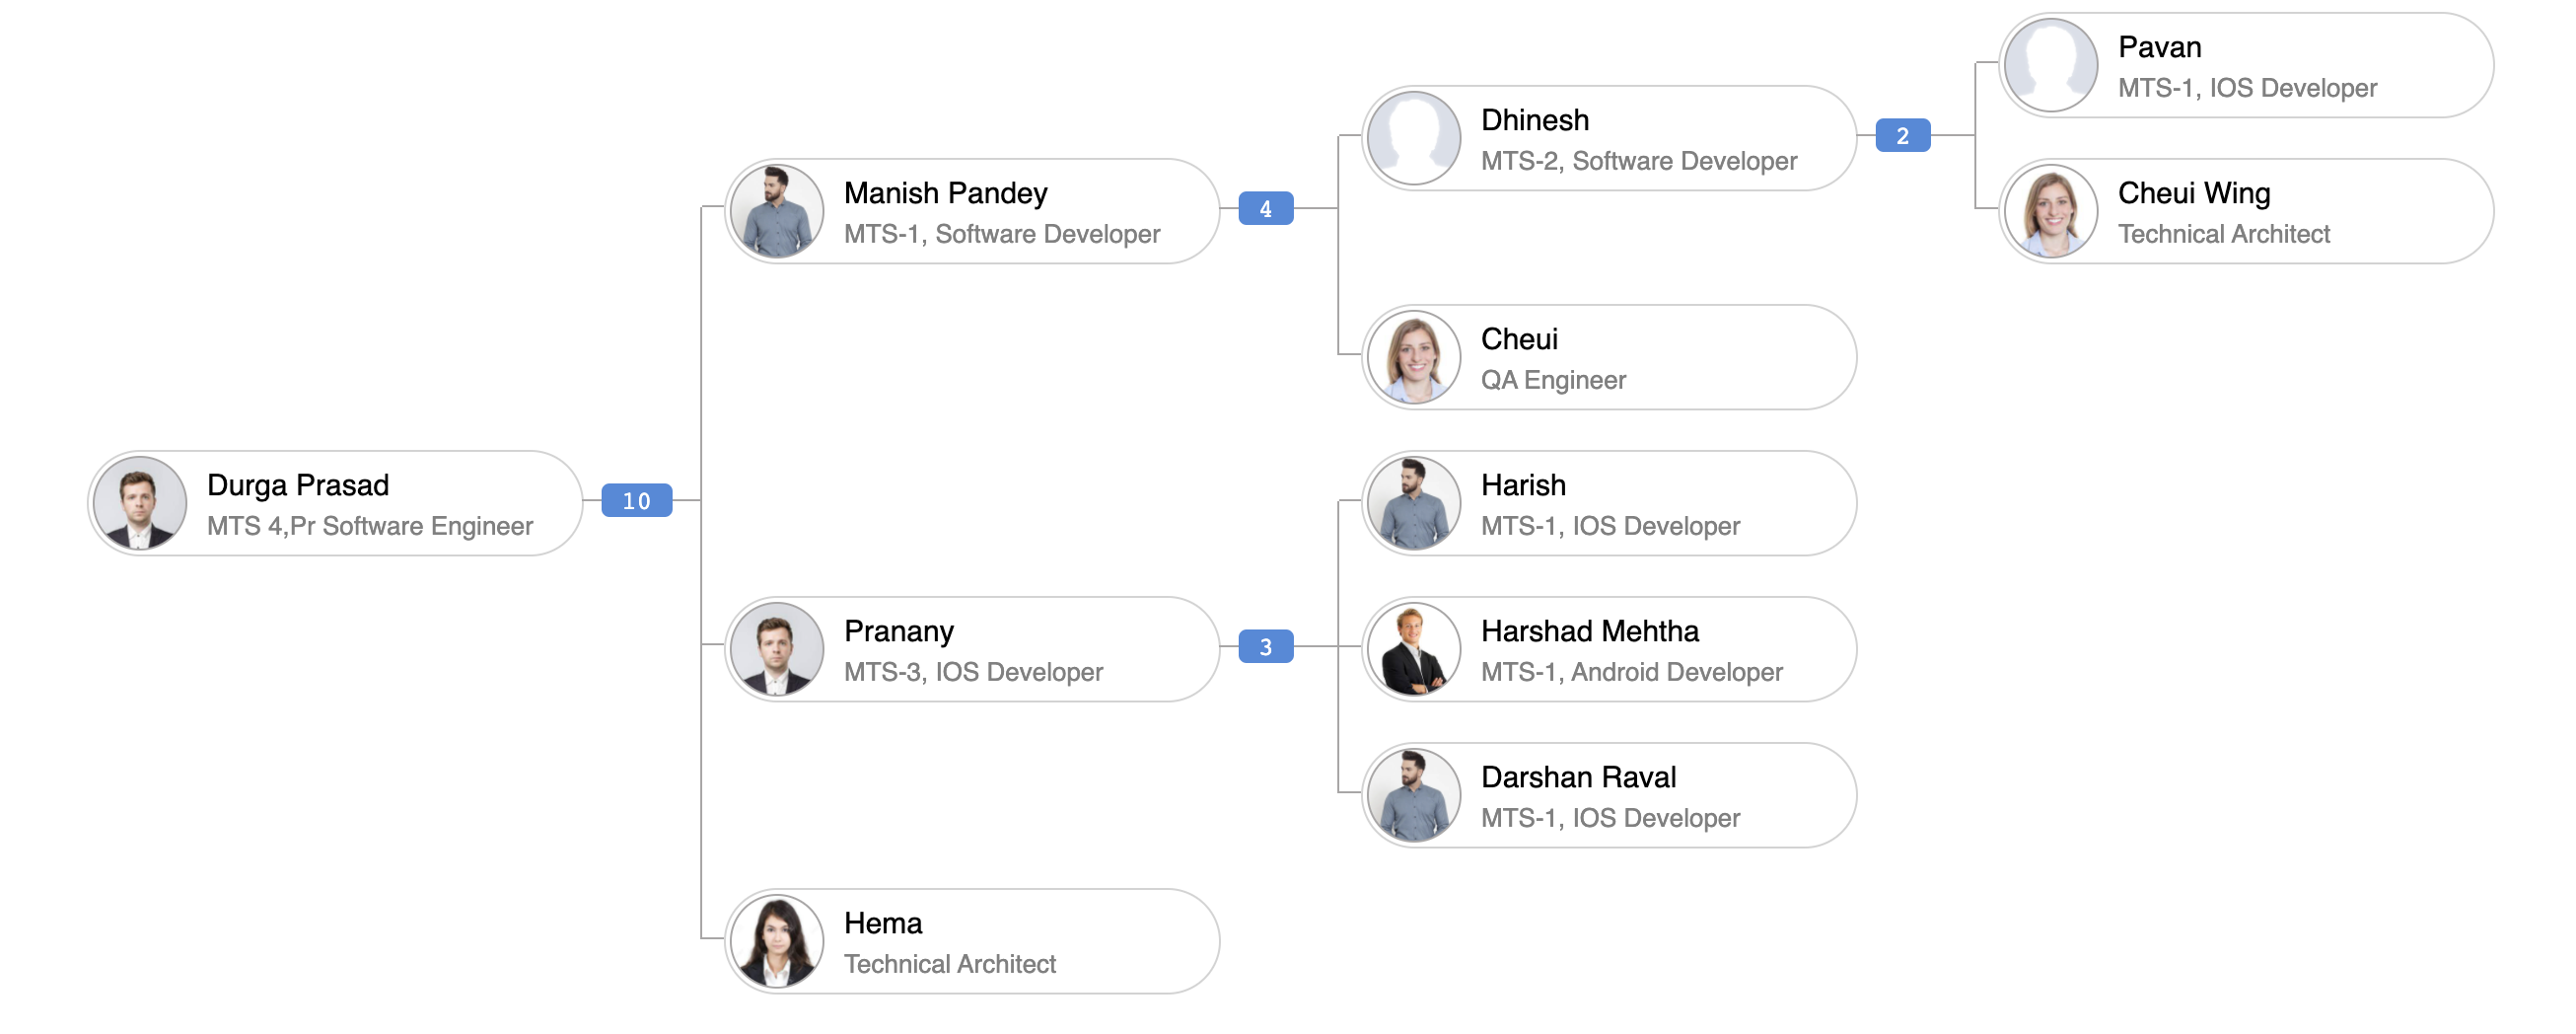 Pavan
MTS-1, IOS Developer
Dhinesh
MTS-2, Software Developer
2
Manish Pandey
MTS-1, Software Developer
4
Cheui Wing
Technical Architect
Cheui
QA Engineer
Durga Prasad
MTS 4,Pr Software Engineer
10
Harish
MTS-1, IOS Developer
Pranany
MTS-3, IOS Developer
3
Harshad Mehtha
MTS-1, Android Developer
Darshan Raval
MTS-1, IOS Developer
Hema
Technical Architect